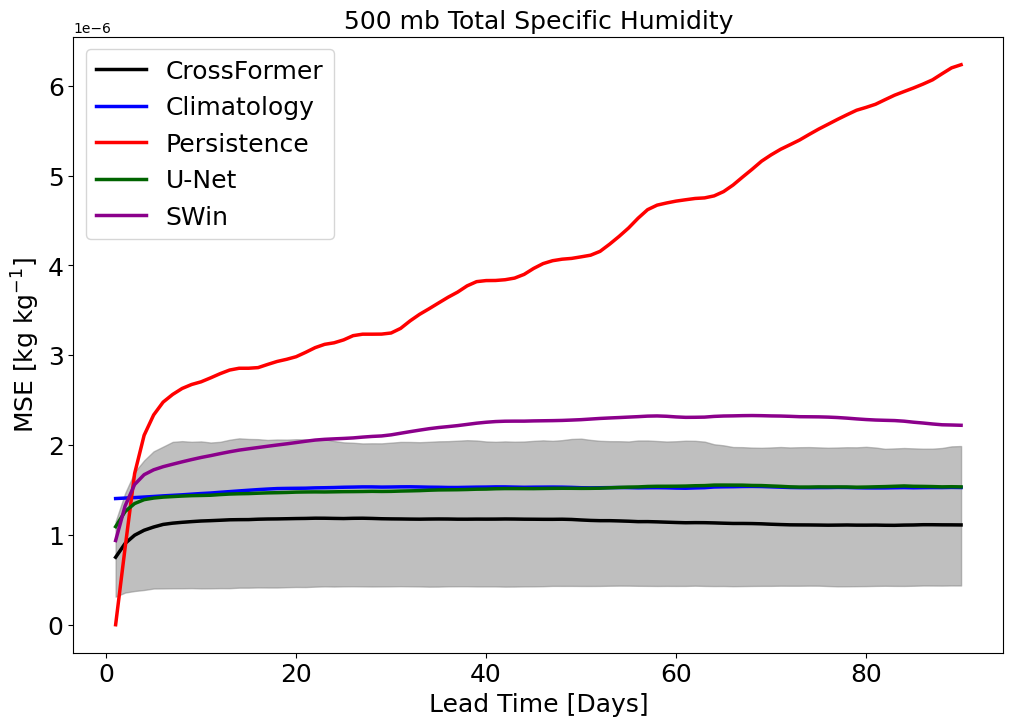 500 mb Total Specific Humidity
1e−6
CrossFormer
Climatology
Persistence
U-Net
SWin
6
5
4
3
2
1
0
MSE [kg kg⁻¹]
0 20 40 60 80
Lead Time [Days]